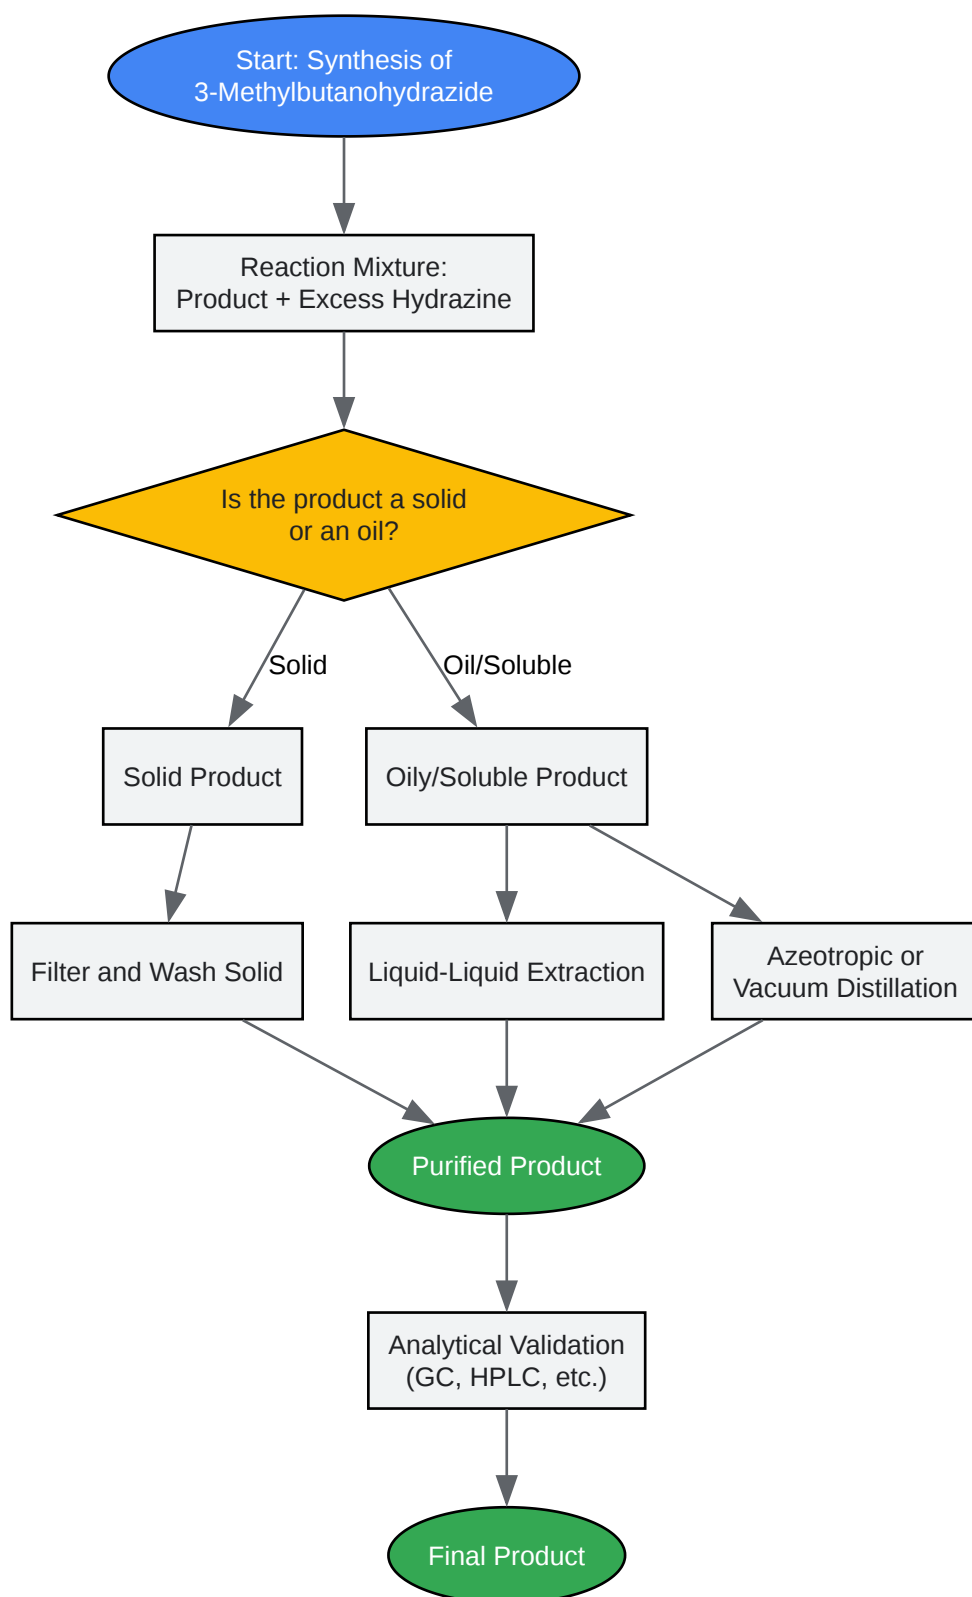 Start: Synthesis of
3-Methylbutanohydrazide
Reaction Mixture:
Product + Excess Hydrazine
Is the product a solid
or an oil?
Solid
Oil/Soluble
Solid Product
Oily/Soluble Product
Filter and Wash Solid
Liquid-Liquid Extraction
Azeotropic or
Vacuum Distillation
Purified Product
Analytical Validation
(GC, HPLC, etc.)
Final Product